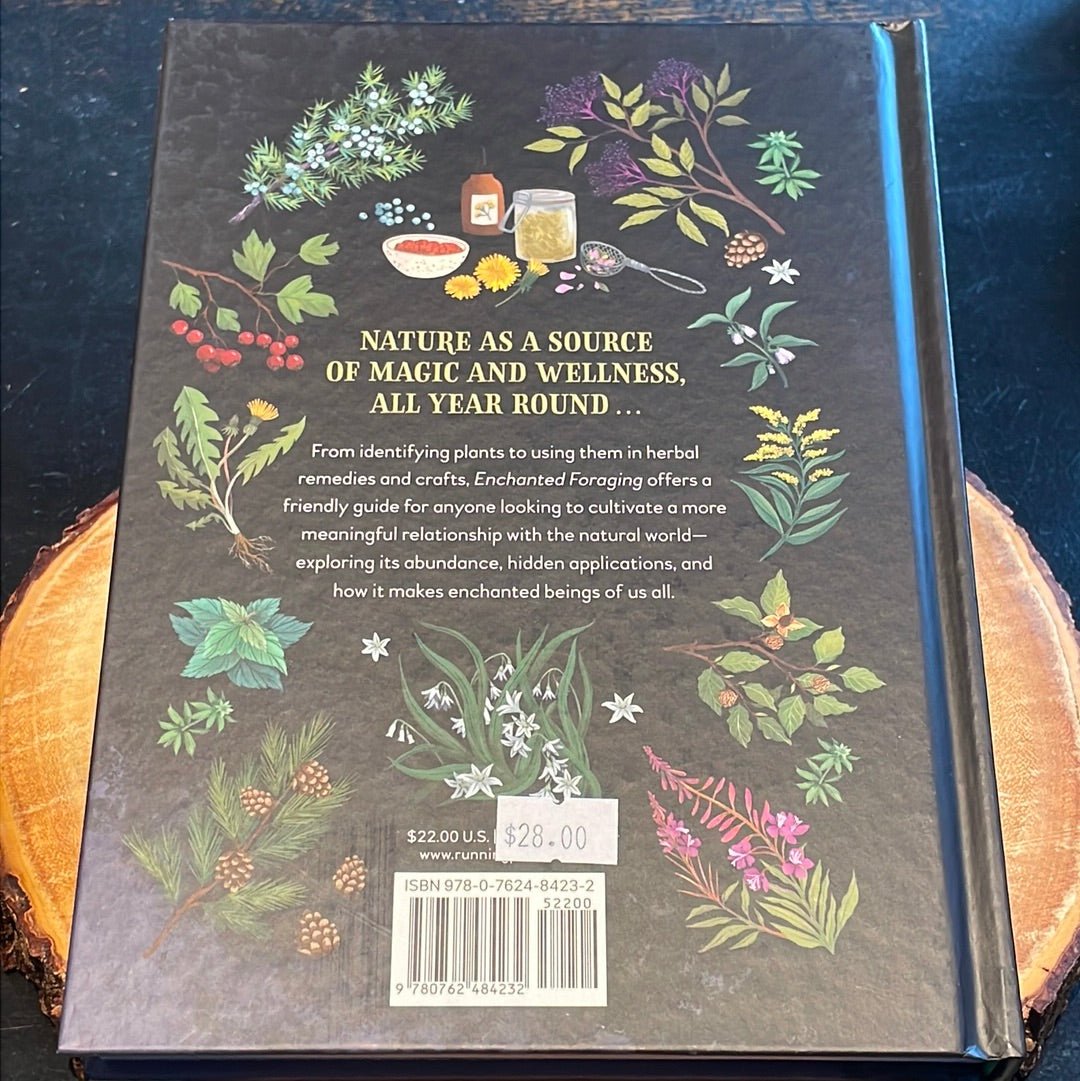 NATURE AS A SOURCE
OF MAGIC AND WELLNESS,
ALL YEAR ROUND ...
From identifying plants to using them in herbal
remedies and crafts, Enchanted Foraging offers a
friendly guide for anyone looking to cultivate a more
meaningful relationship with the natural world—
exploring its abundance, hidden applications, and
how it makes enchanted beings of us all.
$22.00 U.S.
$28.00
ISBN 978-0-7624-8423-2
52200
9 780762 484232